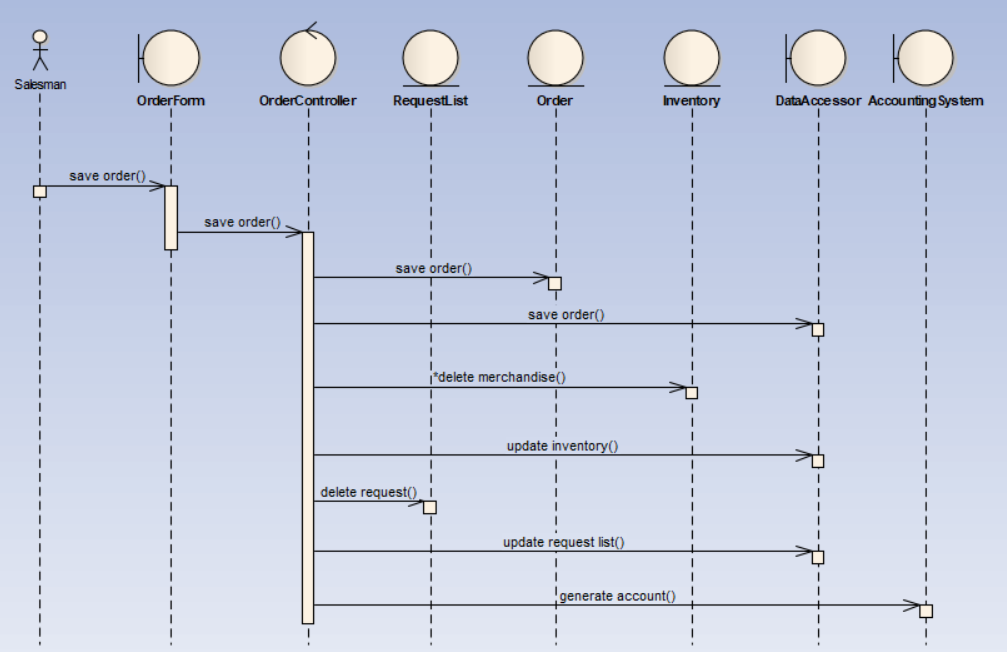 Salesman
OrderForm
OrderController
RequestList
Order
Inventory
DataAccessor
AccountingSystem
save order()
save order()
save order()
save order()
*delete merchandise()
update inventory()
delete request()
update request list()
generate account()